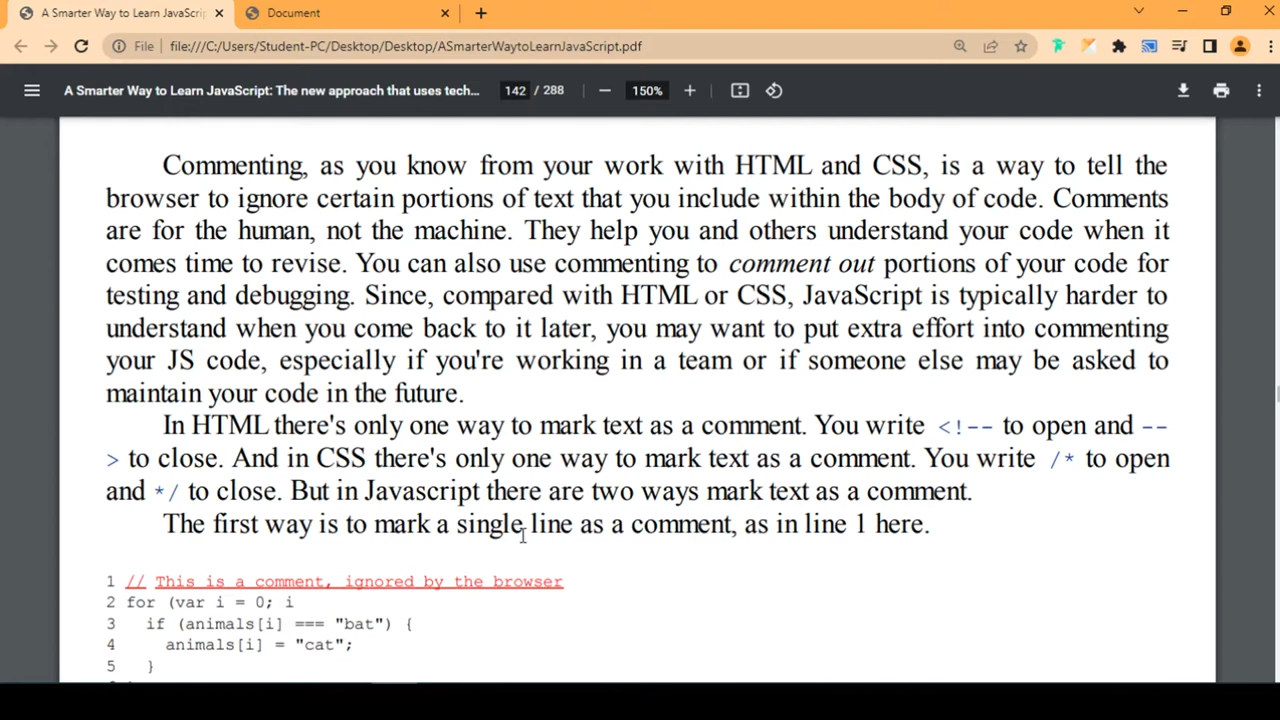 A Smarter Way to Learn JavaScri
Document
File
file:///C:/Users/Student-PC/Desktop/Desktop/ASmarterWaytoLearnJavaScript.pdf
A Smarter Way to Learn JavaScript: The new approach that uses tech...
142 / 288
150%
Commenting, as you know from your work with HTML and CSS, is a way to tell the
browser to ignore certain portions of text that you include within the body of code. Comments
are for the human, not the machine. They help you and others understand your code when it
comes time to revise. You can also use commenting to comment out portions of your code for
testing and debugging. Since, compared with HTML or CSS, JavaScript is typically harder to
understand when you come back to it later, you may want to put extra effort into commenting
your JS code, especially if you're working in a team or if someone else may be asked to
maintain your code in the future.
In HTML there's only one way to mark text as a comment. You write <!-- to open and --
> to close. And in CSS there's only one way to mark text as a comment. You write /* to open
and */ to close. But in Javascript there are two ways mark text as a comment.
The first way is to mark a single line as a comment, as in line 1 here.
1 // This is a comment, ignored by the browser
2 for (var i = 0; i
3   if (animals[i] === "bat") {
4     animals[i] = "cat";
5   }